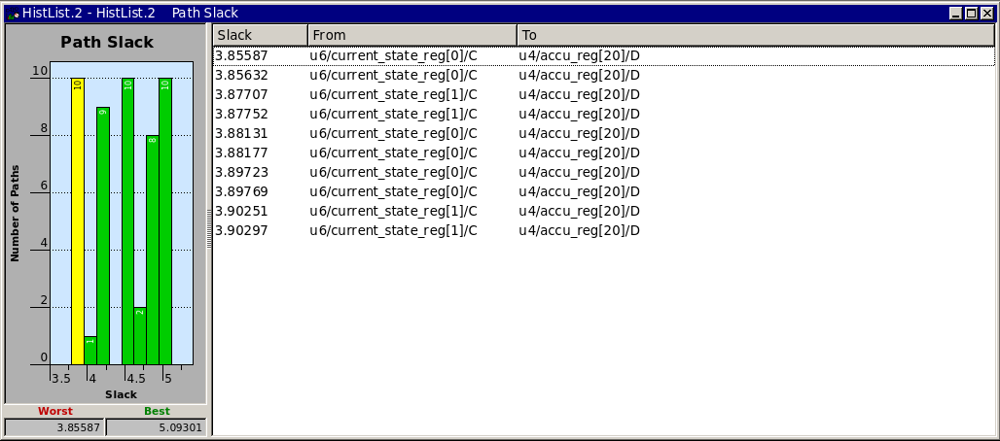 HistList.2 - HistList.2 Path Slack
Path Slack
10
8
6
4
2
0
Number of Paths
10
1
9
10
2
8
10
3.5 4 4.5 5
Slack
Worst Best
3.85587 5.09301
Slack From To
3.85587 u6/current_state_reg[0]/C u4/accu_reg[20]/D
3.85632 u6/current_state_reg[0]/C u4/accu_reg[20]/D
3.87707 u6/current_state_reg[1]/C u4/accu_reg[20]/D
3.87752 u6/current_state_reg[1]/C u4/accu_reg[20]/D
3.88131 u6/current_state_reg[0]/C u4/accu_reg[20]/D
3.88177 u6/current_state_reg[0]/C u4/accu_reg[20]/D
3.89723 u6/current_state_reg[0]/C u4/accu_reg[20]/D
3.89769 u6/current_state_reg[0]/C u4/accu_reg[20]/D
3.90251 u6/current_state_reg[1]/C u4/accu_reg[20]/D
3.90297 u6/current_state_reg[1]/C u4/accu_reg[20]/D